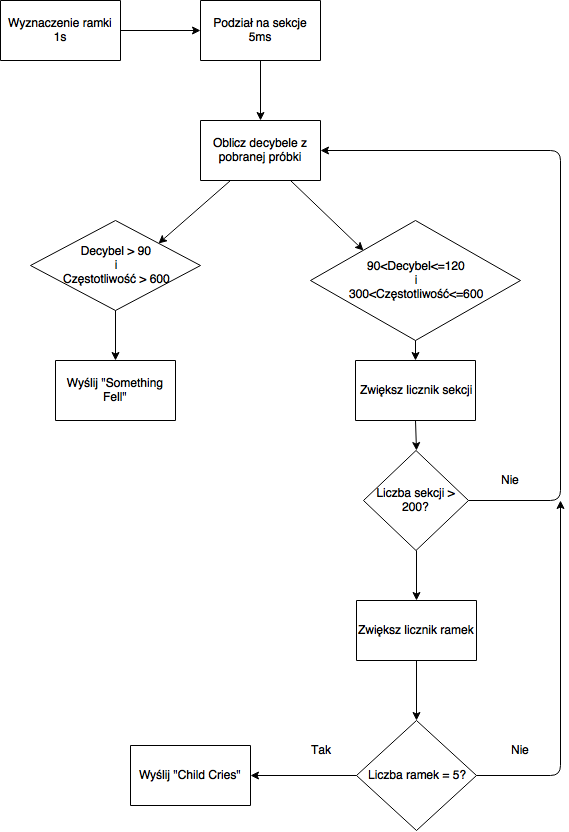 Wyznaczenie ramki
1s
Podział na sekcje
5ms
Oblicz decybele z
pobranej próbki
Decybel > 90
i
Częstotliwość > 600
90<Decybel<=120
i
300<Częstotliwość<=600
Wyślij "Something
Fell"
Zwiększ licznik sekcji
Liczba sekcji >
200?
Nie
Zwiększ licznik ramek
Liczba ramek = 5?
Tak
Nie
Wyślij "Child Cries"